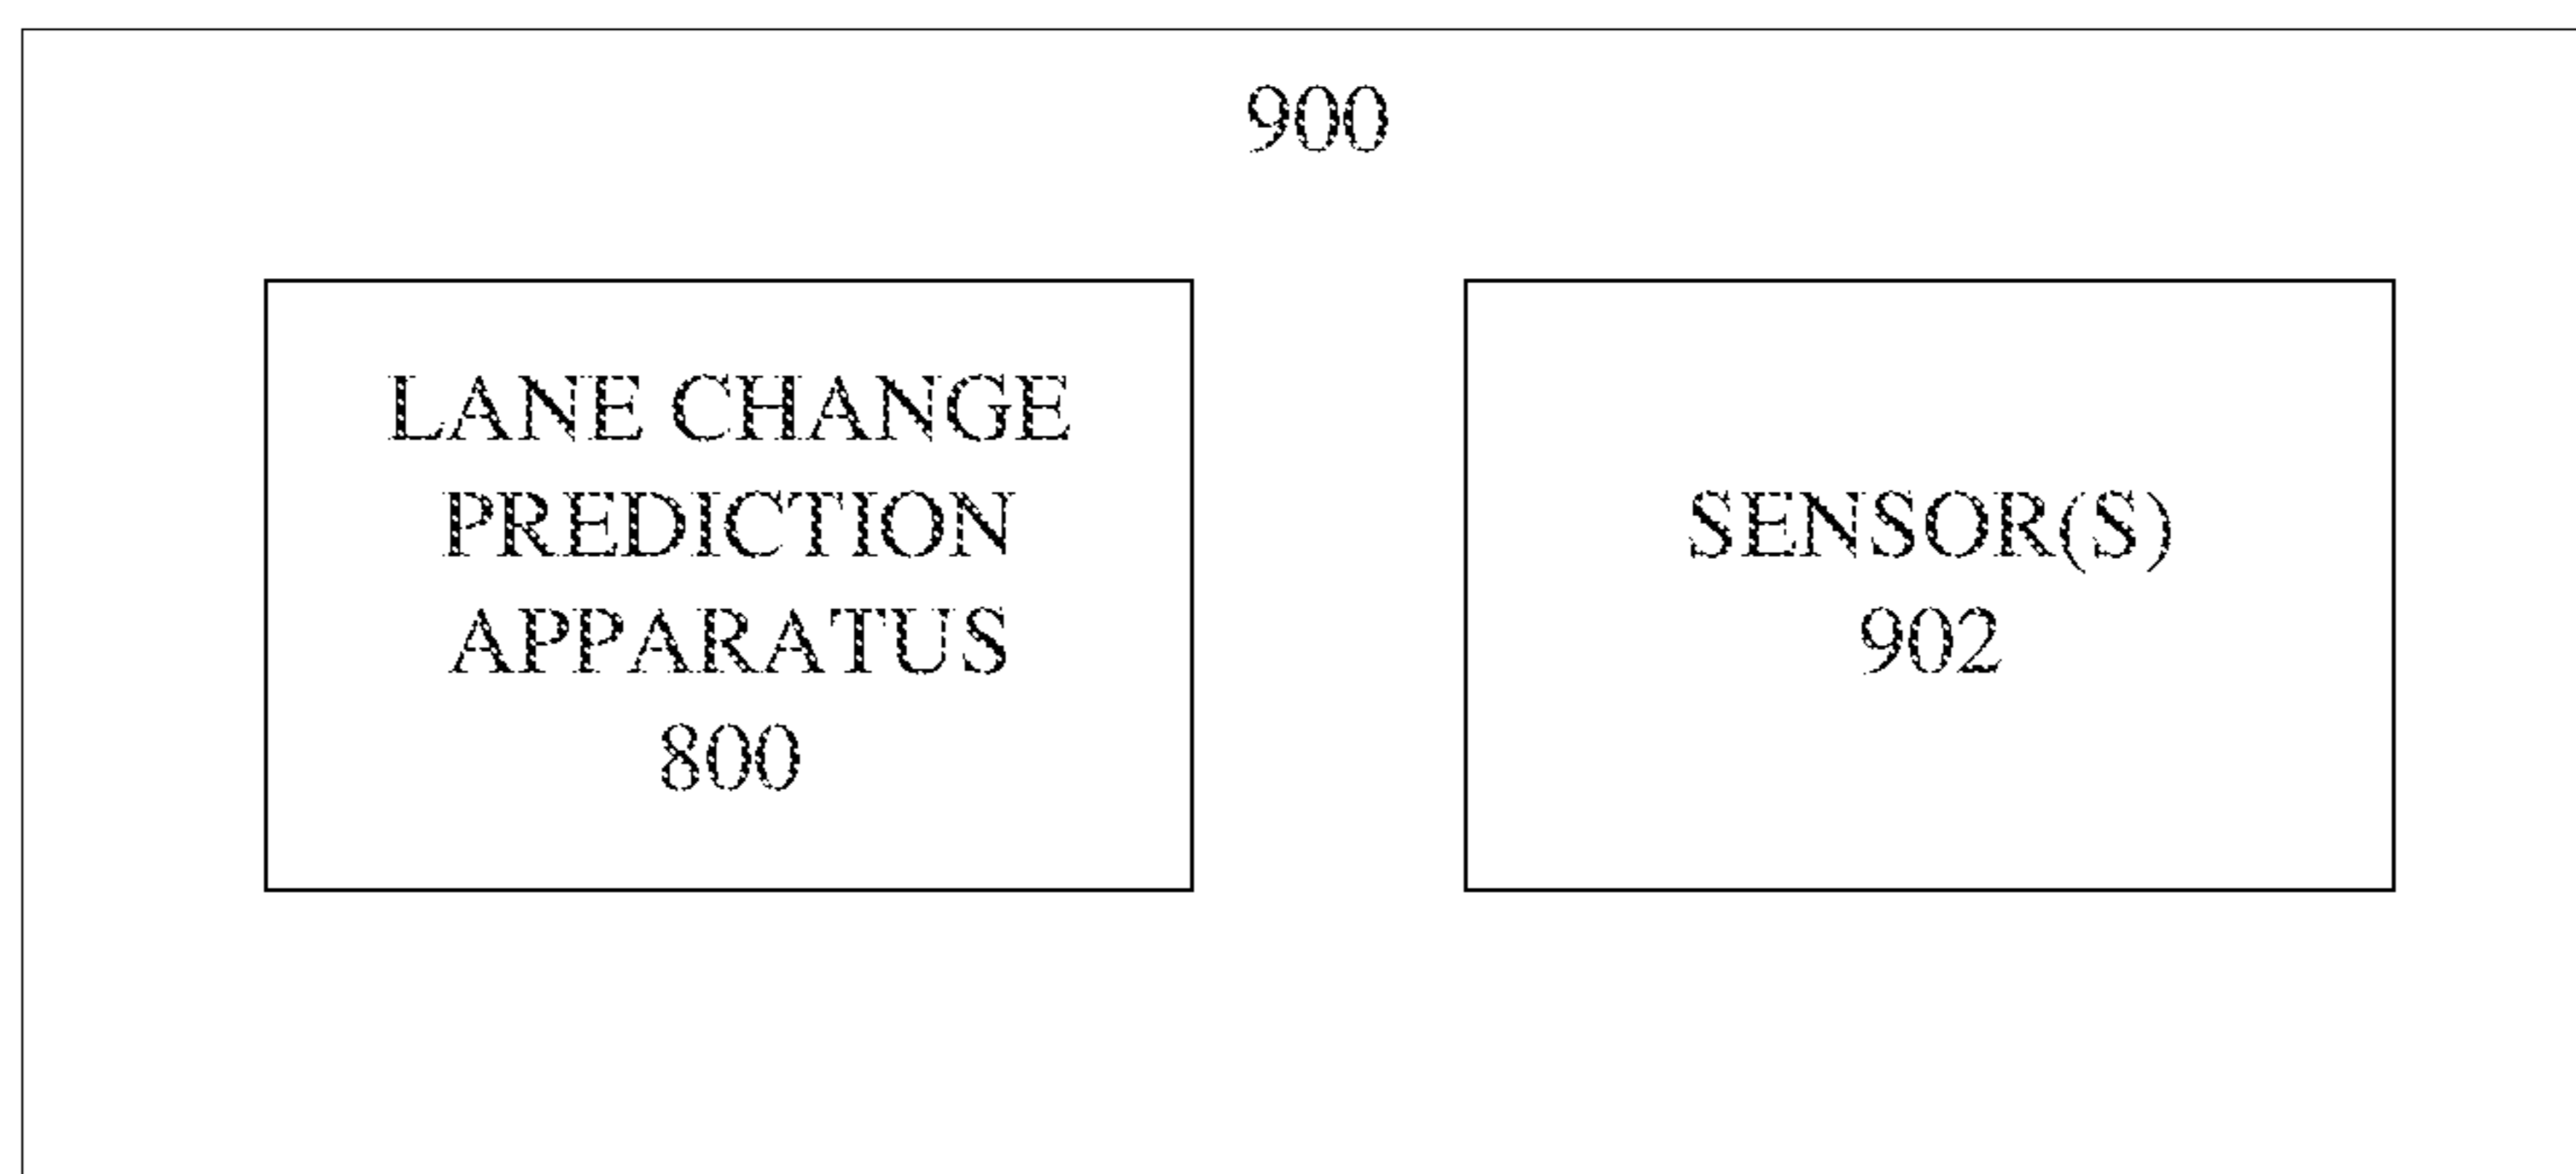 900
LANE CHANGE
PREDICTION
APPARATUS
800
SENSOR(S)
902